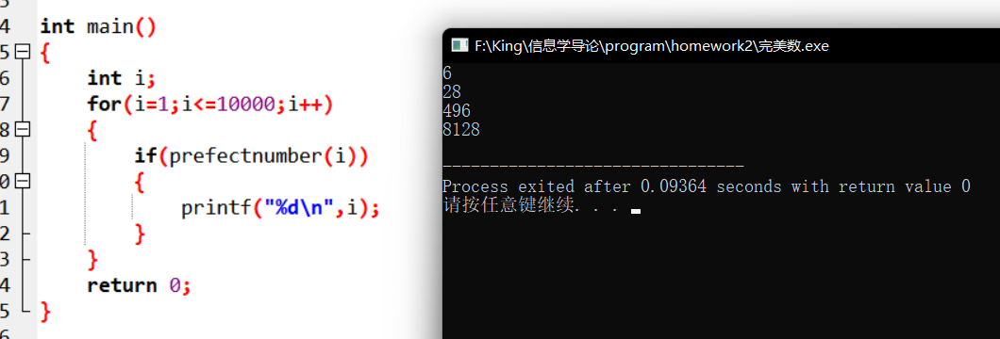 4 int main()
5 {
6 int i;
7 for(i=1;i<=10000;i++)
8 {
9 if(prefectnumber(i))
0 {
1 printf("%d\n",i);
2 }
3 }
4 return 0;
5 }
F:\King\信息学导论\program\homework2\完美数.exe
6
28
496
8128
--------------------------------
Process exited after 0.09364 seconds with return value 0
请按任意键继续. . .